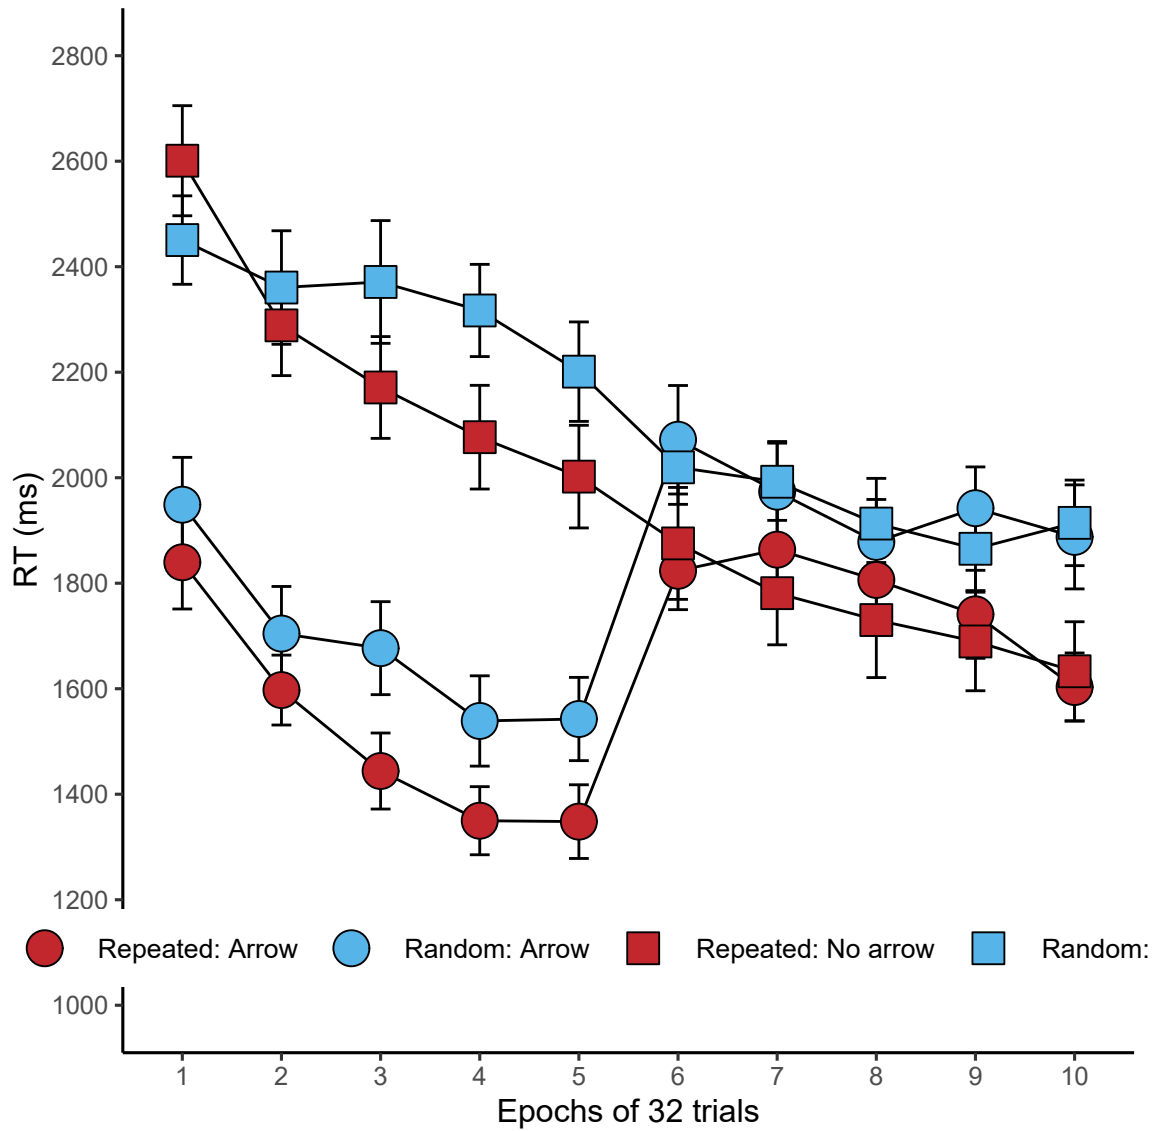 2800
2600
2400
2200
2000
1800
1600
1400
1200
1000
RT (ms)
Repeated: Arrow Random: Arrow Repeated: No arrow Random:
1 2 3 4 5 6 7 8 9 10
Epochs of 32 trials